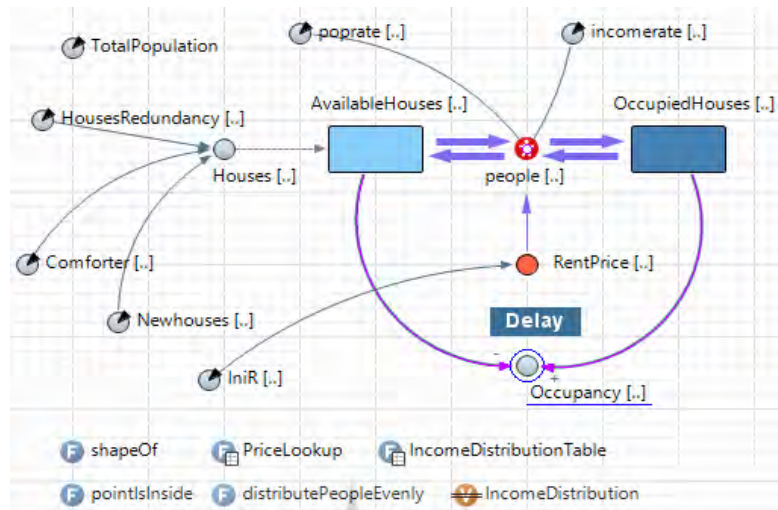 TotalPopulation
poprate [..]
incomerate [..]
HousesRedundancy [..]
AvailableHouses [..]
OccupiedHouses [..]
Houses [..]
people [..]
Comforter [..]
RentPrice [..]
Newhouses [..]
Delay
-
IniR [..]
+
Occupancy [..]
F shapeOf
F PriceLookup
F IncomeDistributionTable
F pointIsInside
F distributePeopleEvenly
V IncomeDistribution